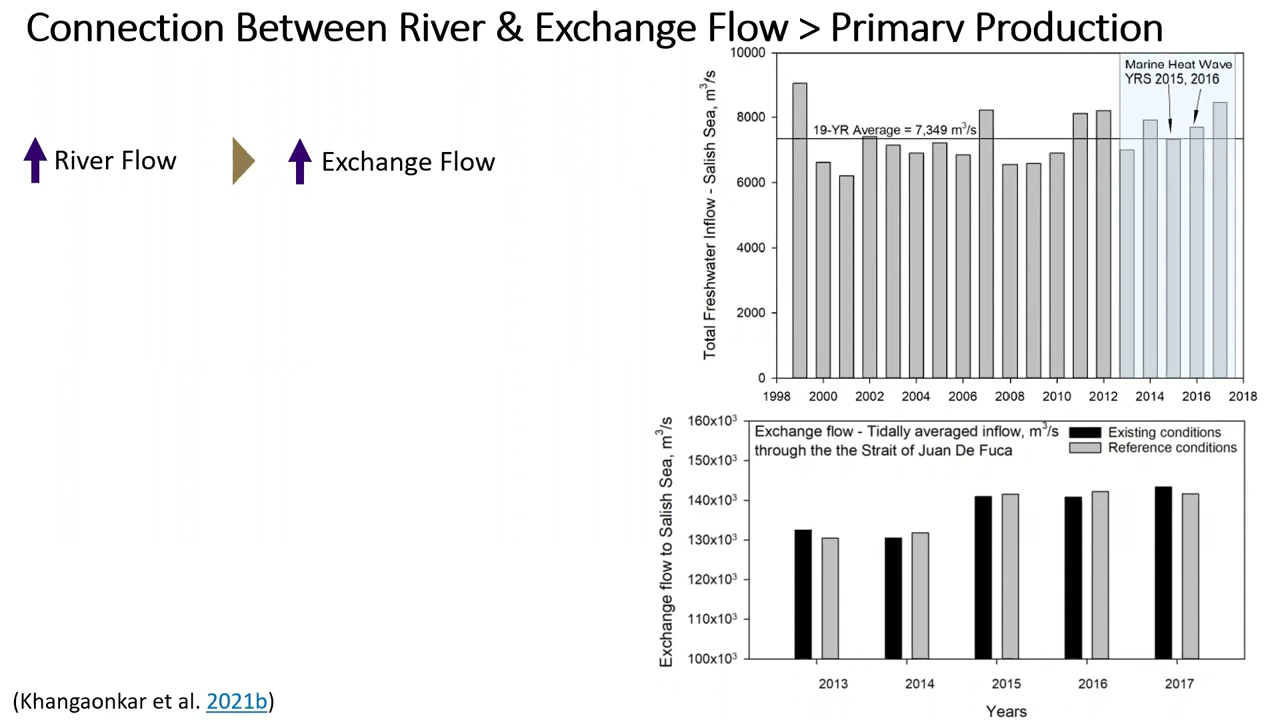 Connection Between River & Exchange Flow > Primary Production
River Flow
Exchange Flow
Total Freshwater Inflow - Salish Sea, m³/s
10000
8000
6000
4000
2000
0
Marine Heat Wave
YRS 2015, 2016
19-YR Average = 7,349 m³/s
1998 2000 2002 2004 2006 2008 2010 2012 2014 2016 2018
Exchange flow to Salish Sea, m³/s
160x10³
150x10³
140x10³
130x10³
120x10³
110x10³
100x10³
Exchange flow - Tidally averaged inflow, m³/s
through the the Strait of Juan De Fuca
Existing conditions
Reference conditions
2013 2014 2015 2016 2017
Years
(Khangaonkar et al. 2021b)